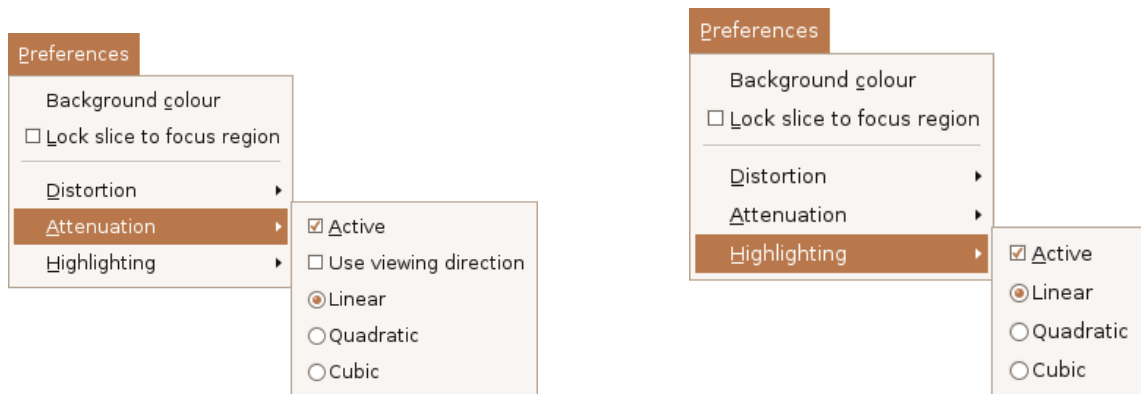 Preferences
Background colour
Lock slice to focus region
Distortion
Attenuation
Highlighting
Active
Use viewing direction
Linear
Quadratic
Cubic
Preferences
Background colour
Lock slice to focus region
Distortion
Attenuation
Highlighting
Active
Linear
Quadratic
Cubic